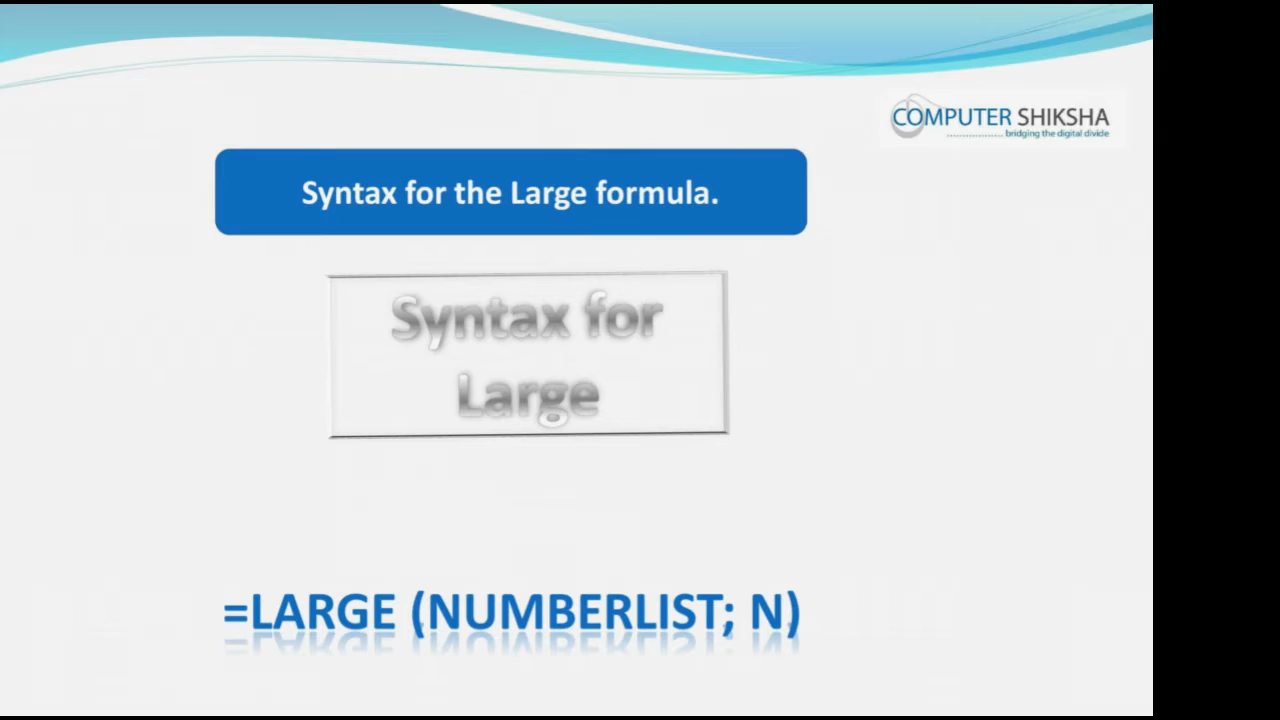 COMPUTER SHIKSHA
bridging the digital divide
Syntax for the Large formula.
Syntax for
Large
=LARGE (NUMBERLIST; N)